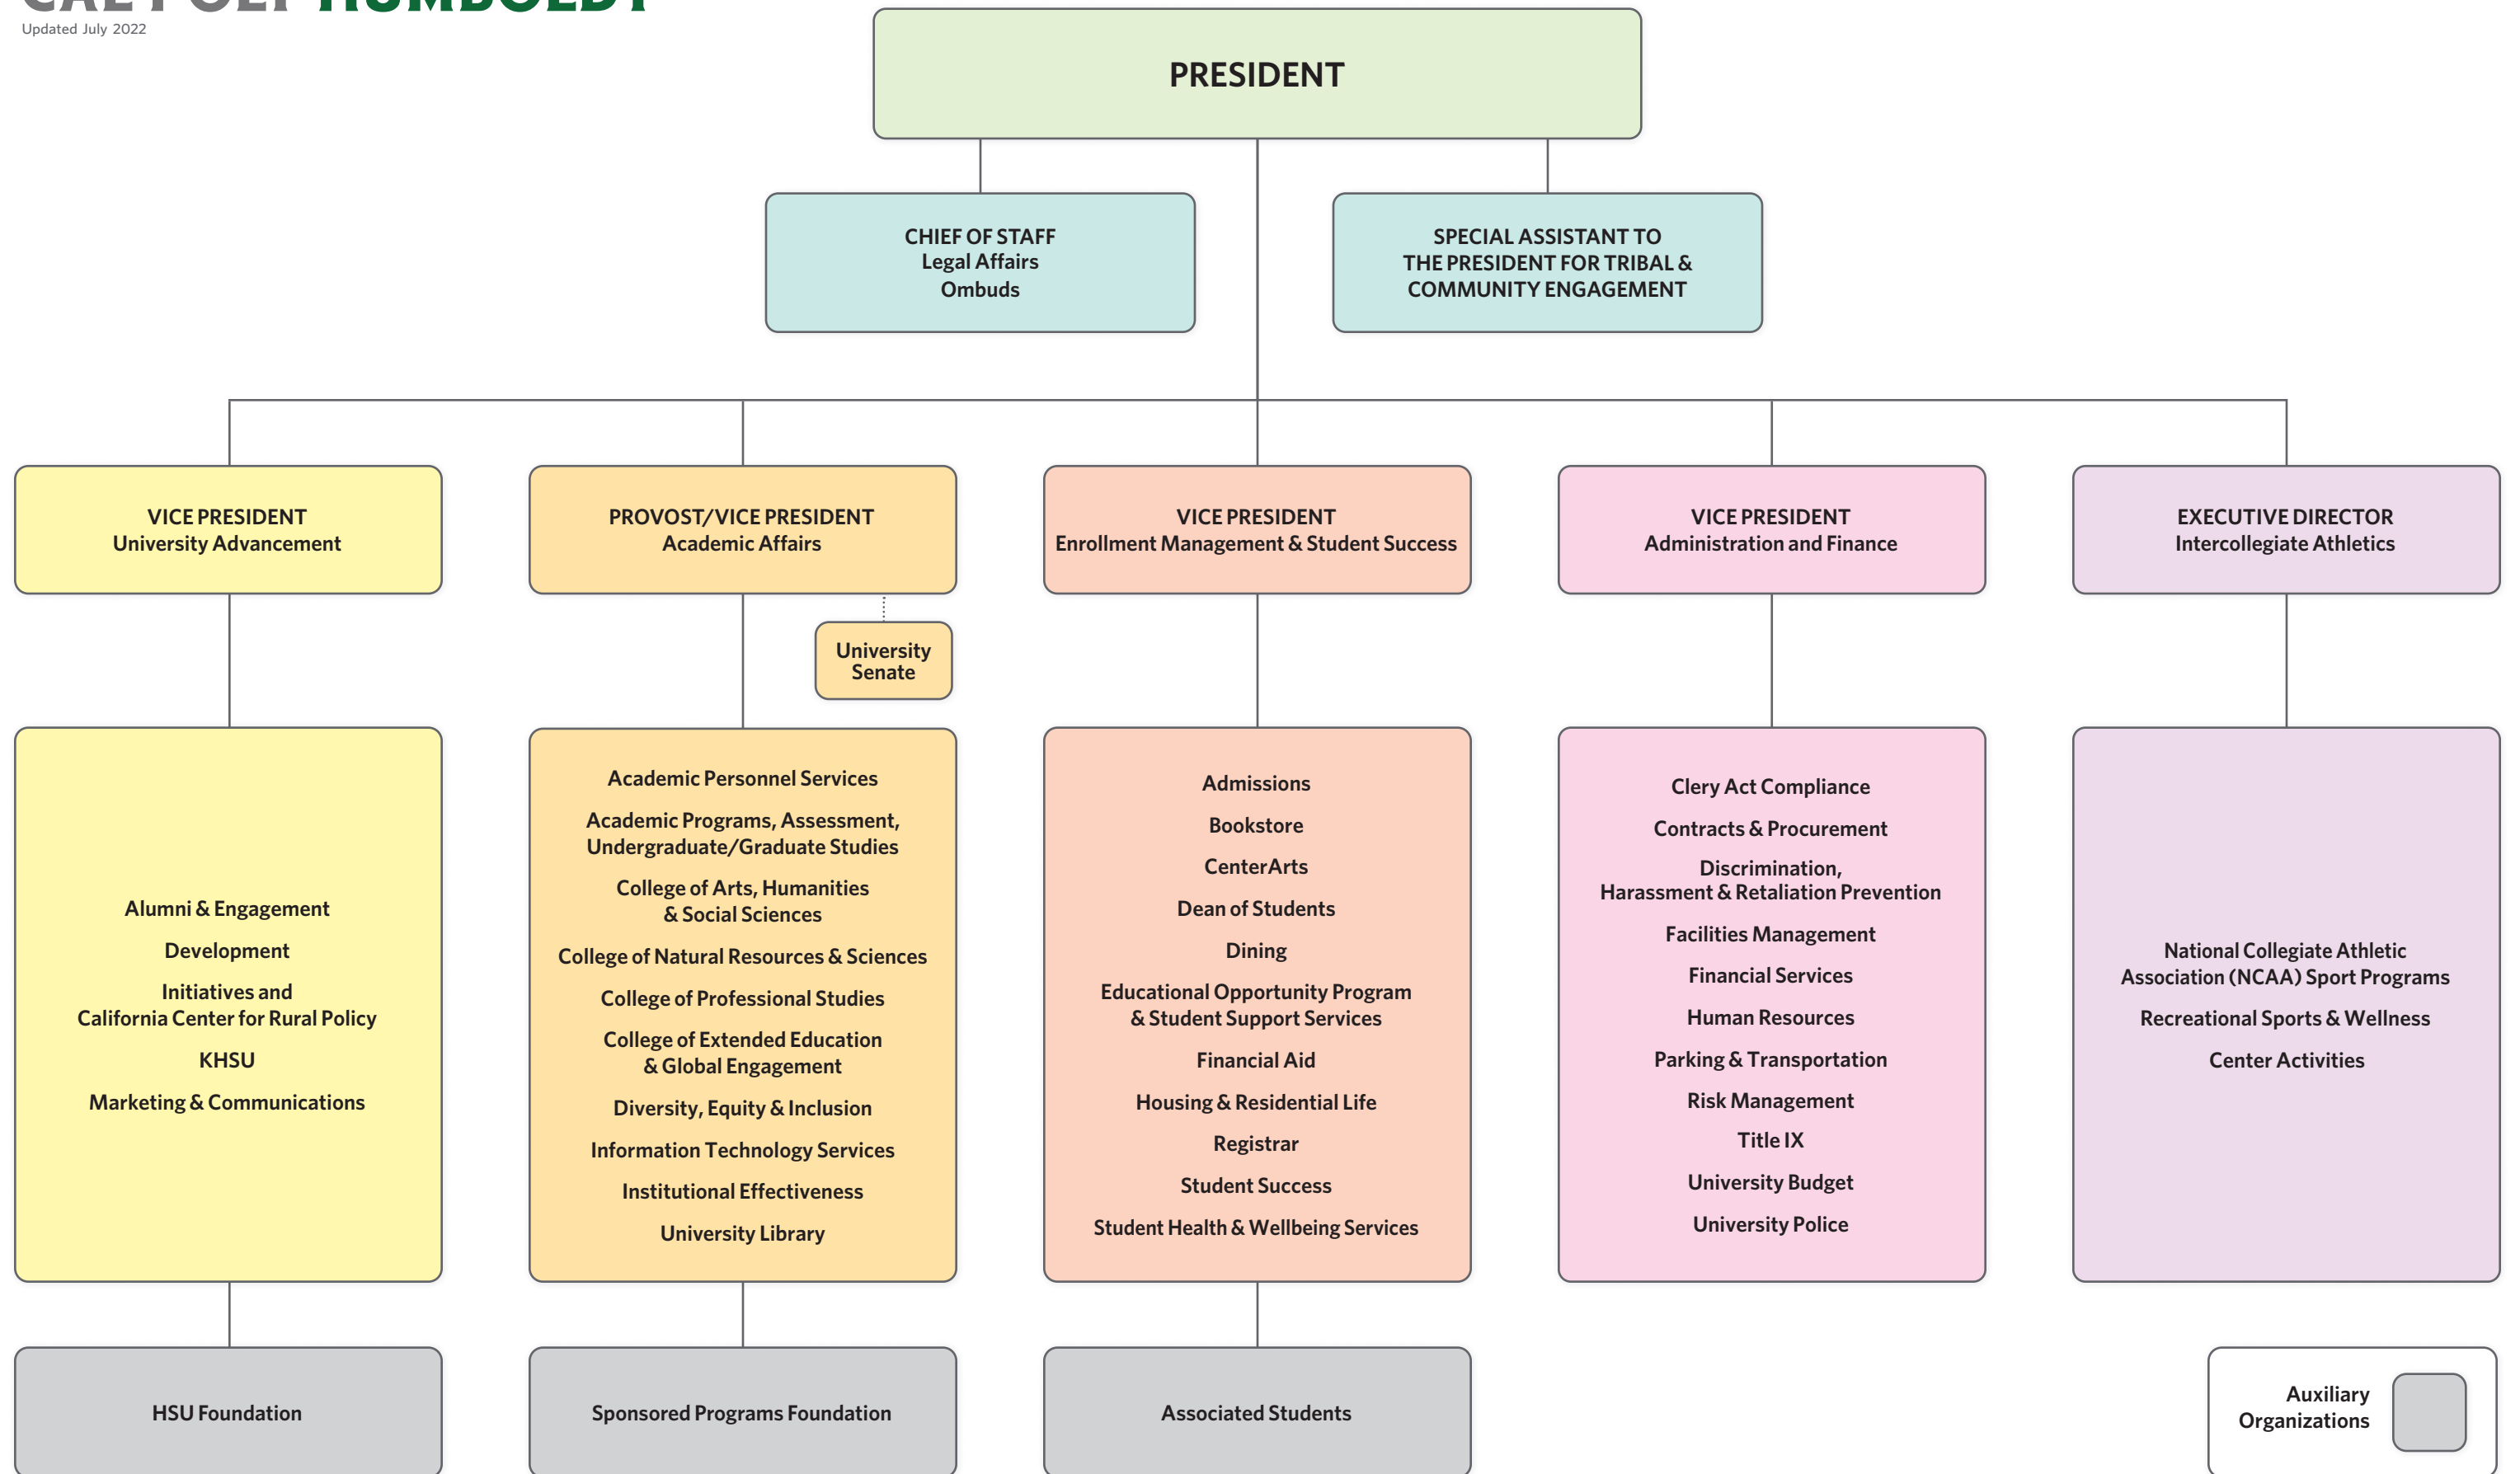 CAL POLY HUMBOLDT
Updated July 2022
PRESIDENT
CHIEF OF STAFF
Legal Affairs
Ombuds
SPECIAL ASSISTANT TO
THE PRESIDENT FOR TRIBAL &
COMMUNITY ENGAGEMENT
VICE PRESIDENT
University Advancement
PROVOST/VICE PRESIDENT
Academic Affairs
VICE PRESIDENT
Enrollment Management & Student Success
VICE PRESIDENT
Administration and Finance
EXECUTIVE DIRECTOR
Intercollegiate Athletics
University
Senate
Alumni & Engagement
Development
Initiatives and
California Center for Rural Policy
KHSU
Marketing & Communications
Academic Personnel Services
Academic Programs, Assessment,
Undergraduate/Graduate Studies
College of Arts, Humanities
& Social Sciences
College of Natural Resources & Sciences
College of Professional Studies
College of Extended Education
& Global Engagement
Diversity, Equity & Inclusion
Information Technology Services
Institutional Effectiveness
University Library
Admissions
Bookstore
CenterArts
Dean of Students
Dining
Educational Opportunity Program
& Student Support Services
Financial Aid
Housing & Residential Life
Registrar
Student Success
Student Health & Wellbeing Services
Clery Act Compliance
Contracts & Procurement
Discrimination,
Harassment & Retaliation Prevention
Facilities Management
Financial Services
Human Resources
Parking & Transportation
Risk Management
Title IX
University Budget
University Police
National Collegiate Athletic
Association (NCAA) Sport Programs
Recreational Sports & Wellness
Center Activities
HSU Foundation
Sponsored Programs Foundation
Associated Students
Auxiliary
Organizations